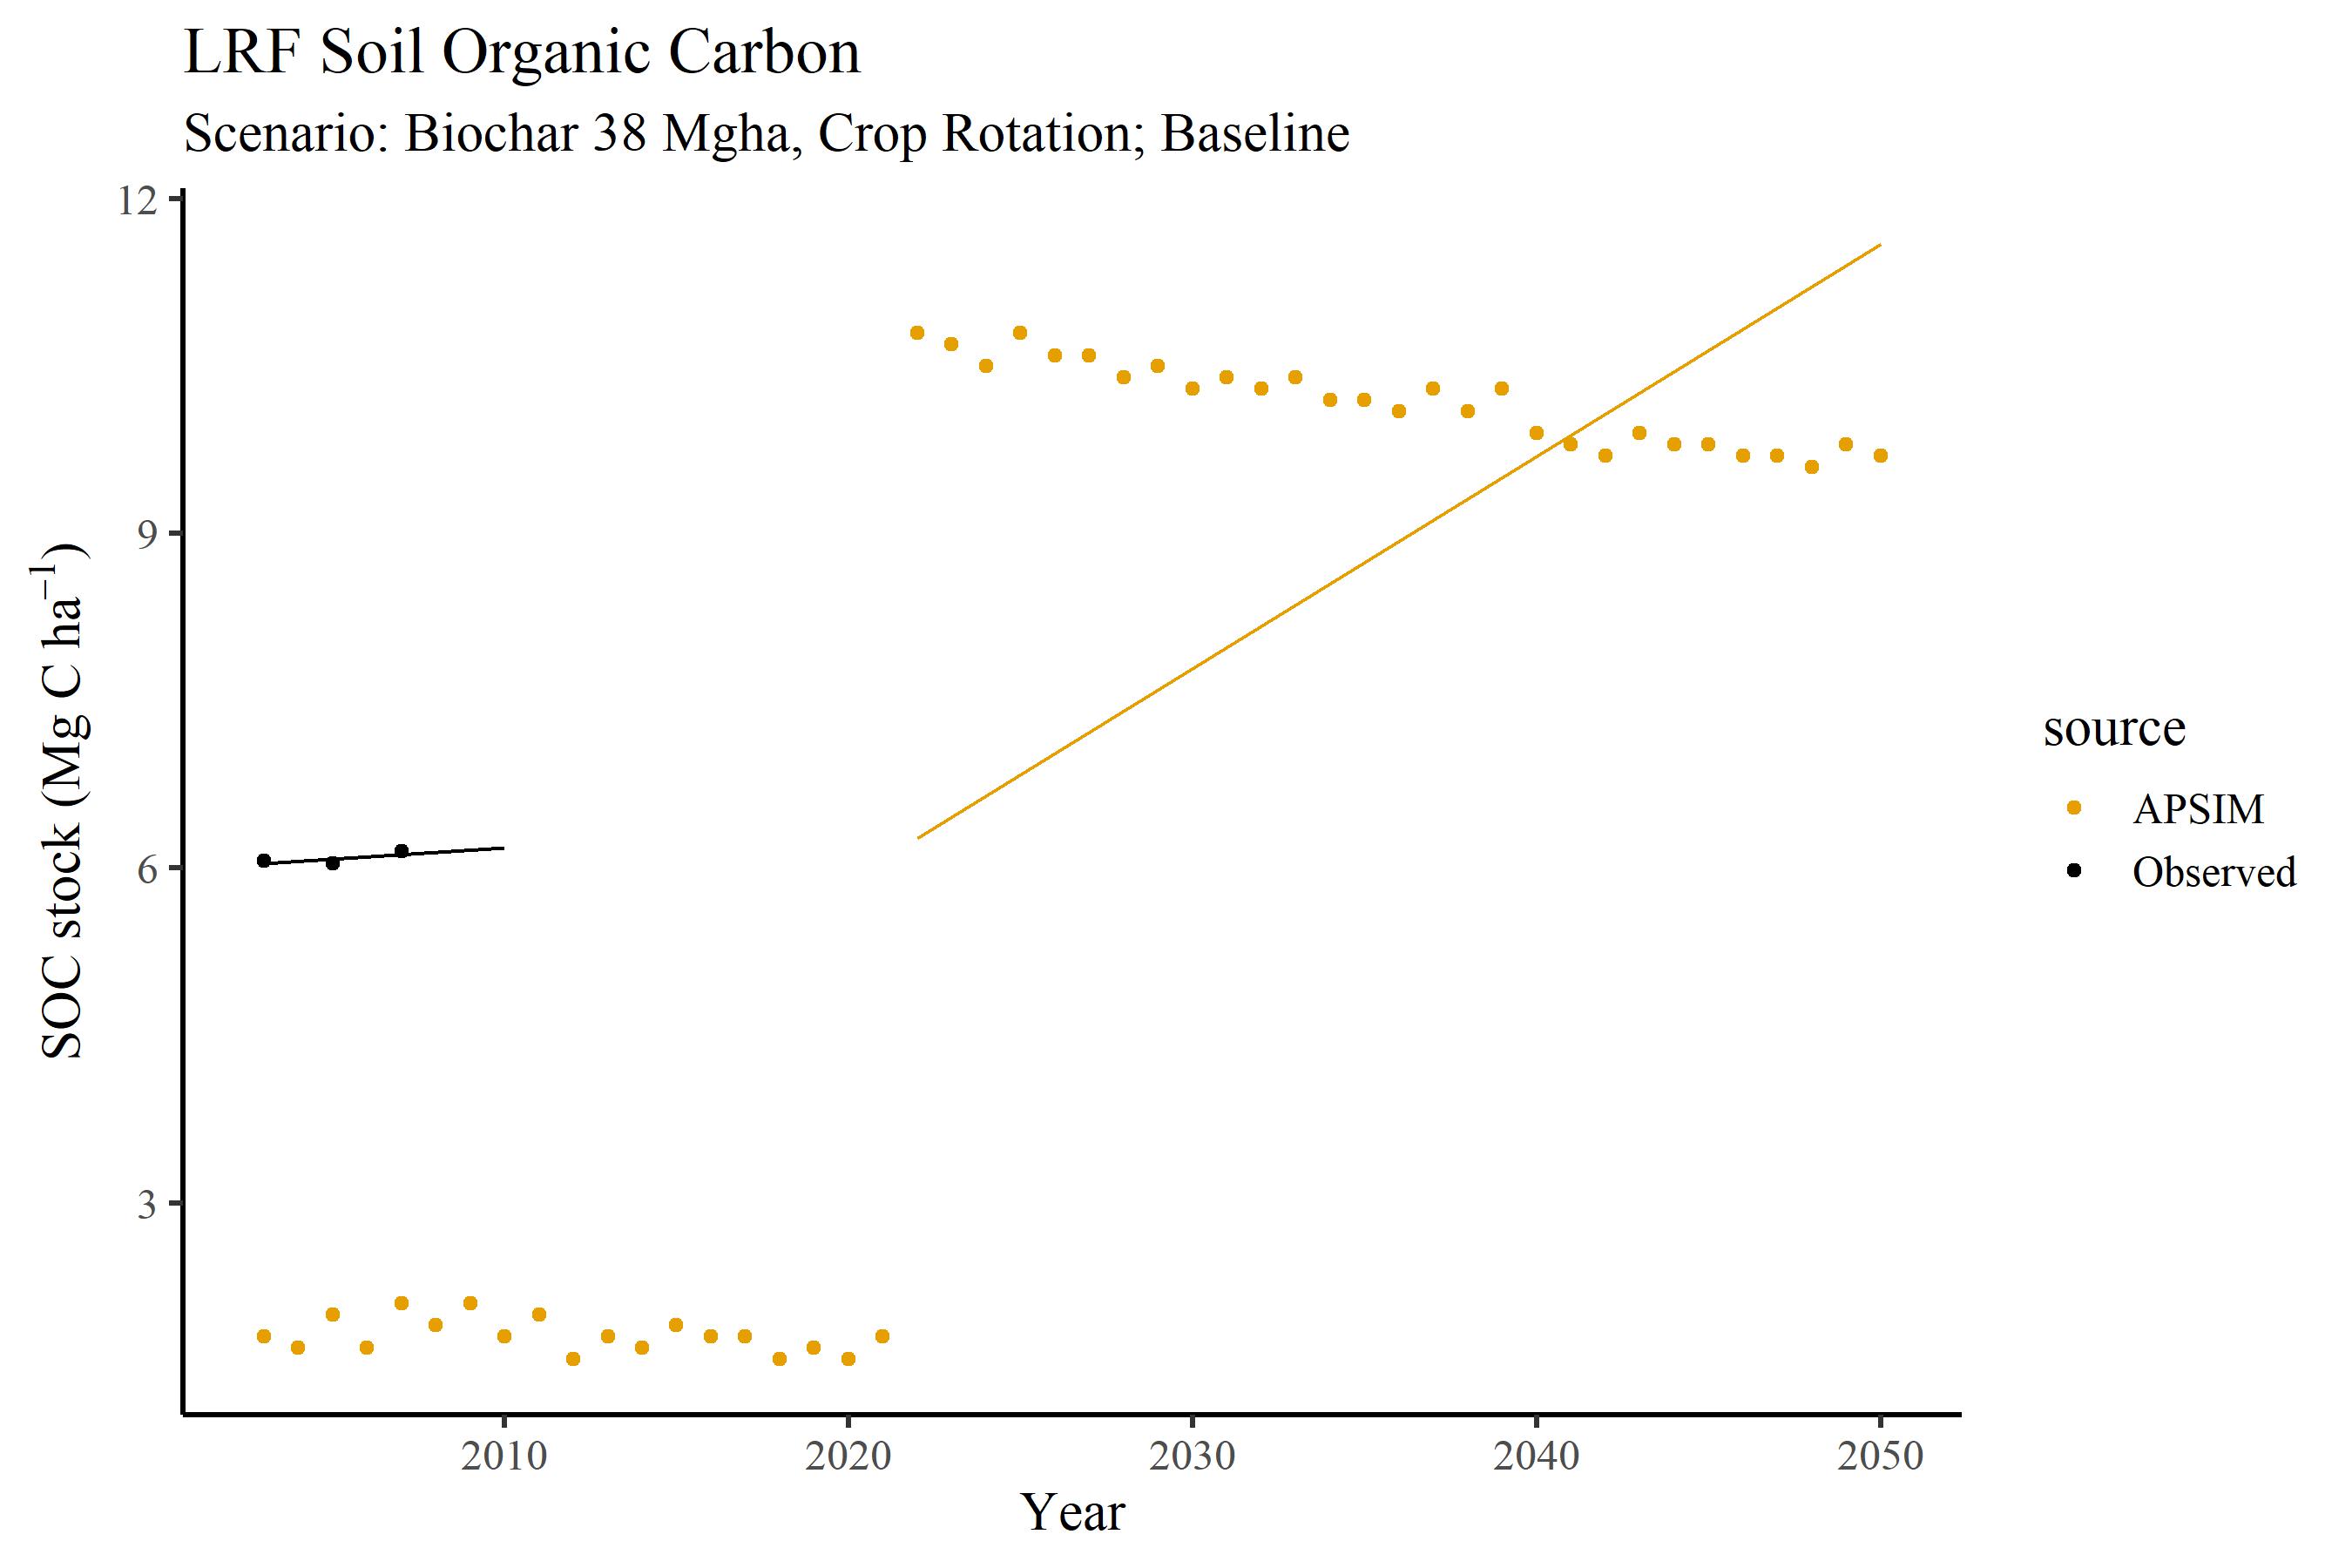 LRF Soil Organic Carbon
Scenario: Biochar 38 Mgha, Crop Rotation; Baseline
12
9
6
3
SOC stock (Mg C ha⁻¹)
2010 2020 2030 2040 2050
Year
source
APSIM
Observed